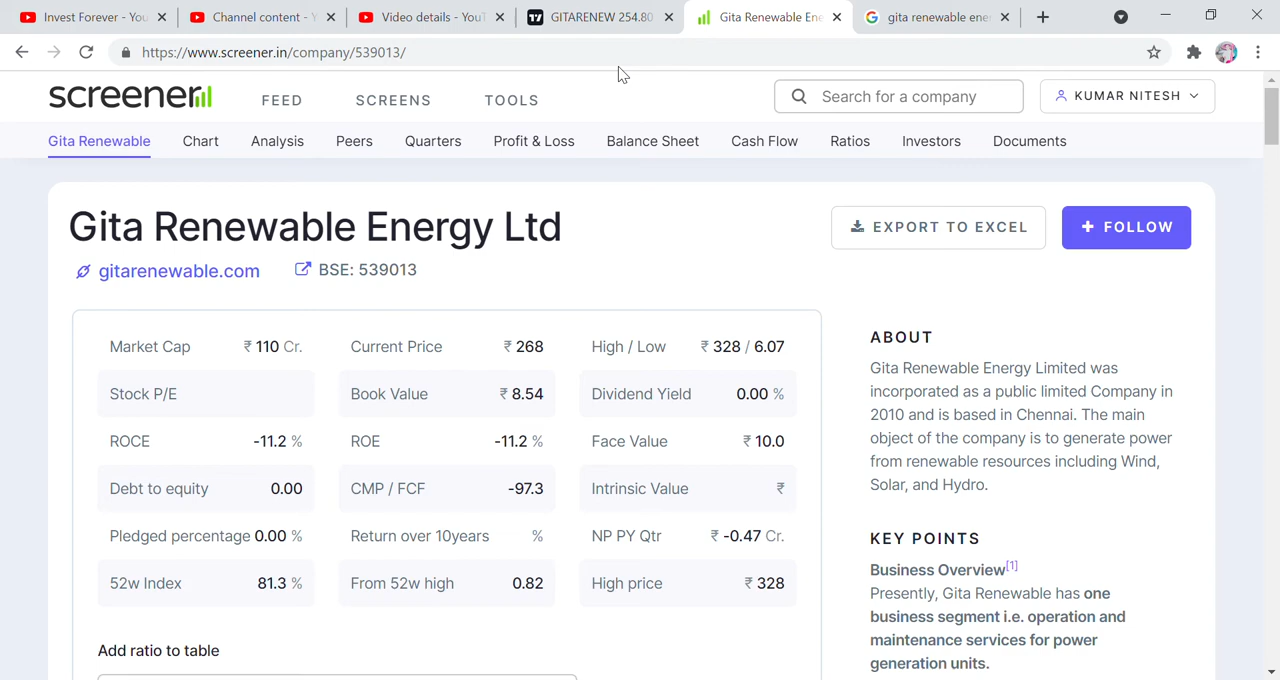 Invest Forever - You
Channel content - Y
Video details - You
GITARENEW 254.80
Gita Renewable Ene
gita renewable ene
https://www.screener.in/company/539013/
screener
FEED
SCREENS
TOOLS
Search for a company
KUMAR NITESH
Gita Renewable
Chart
Analysis
Peers
Quarters
Profit & Loss
Balance Sheet
Cash Flow
Ratios
Investors
Documents
Gita Renewable Energy Ltd
EXPORT TO EXCEL
+ FOLLOW
gitarenewable.com
BSE: 539013
Market Cap ₹ 110 Cr.
Current Price ₹ 268
High / Low ₹ 328 / 6.07
Stock P/E
Book Value ₹ 8.54
Dividend Yield 0.00 %
ROCE -11.2 %
ROE -11.2 %
Face Value ₹ 10.0
Debt to equity 0.00
CMP / FCF -97.3
Intrinsic Value ₹
Pledged percentage 0.00 %
Return over 10years %
NP PY Qtr ₹ -0.47 Cr.
52w Index 81.3 %
From 52w high 0.82
High price ₹ 328
Add ratio to table
ABOUT
Gita Renewable Energy Limited was
incorporated as a public limited Company in
2010 and is based in Chennai. The main
object of the company is to generate power
from renewable resources including Wind,
Solar, and Hydro.
KEY POINTS
Business Overview[1]
Presently, Gita Renewable has one
business segment i.e. operation and
maintenance services for power
generation units.